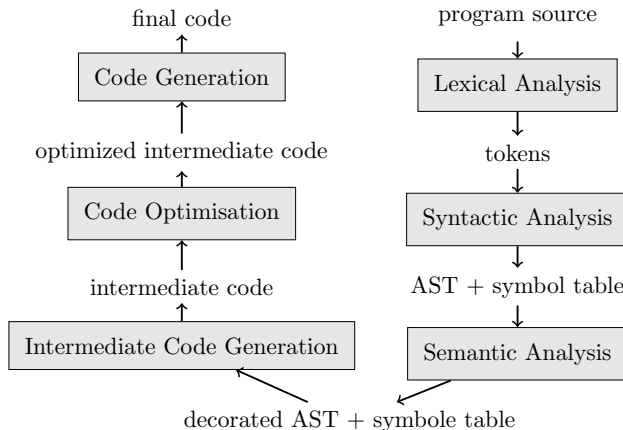 final code
program source
Code Generation
Lexical Analysis
optimized intermediate code
tokens
Code Optimisation
Syntactic Analysis
intermediate code
AST + symbol table
Intermediate Code Generation
Semantic Analysis
decorated AST + symbole table